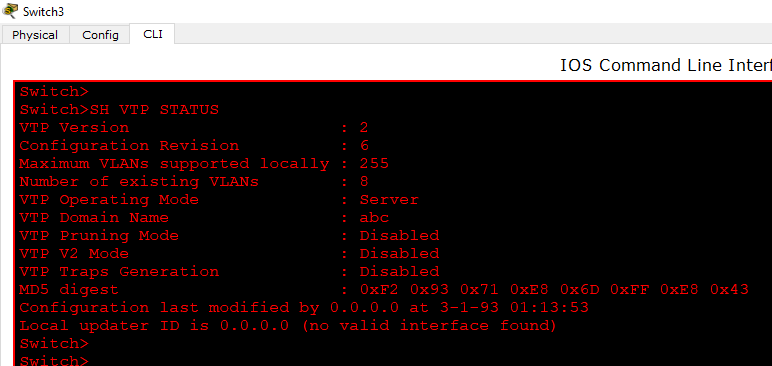 Switch3
Physical Config CLI
IOS Command Line Interf
Switch>
Switch>SH VTP STATUS
VTP Version : 2
Configuration Revision : 6
Maximum VLANs supported locally : 255
Number of existing VLANs : 8
VTP Operating Mode : Server
VTP Domain Name : abc
VTP Pruning Mode : Disabled
VTP V2 Mode : Disabled
VTP Traps Generation : Disabled
MD5 digest : 0xF2 0x93 0x71 0xE8 0x6D 0xFF 0xE8 0x43
Configuration last modified by 0.0.0.0 at 3-1-93 01:13:53
Local updater ID is 0.0.0.0 (no valid interface found)
Switch>
Switch>